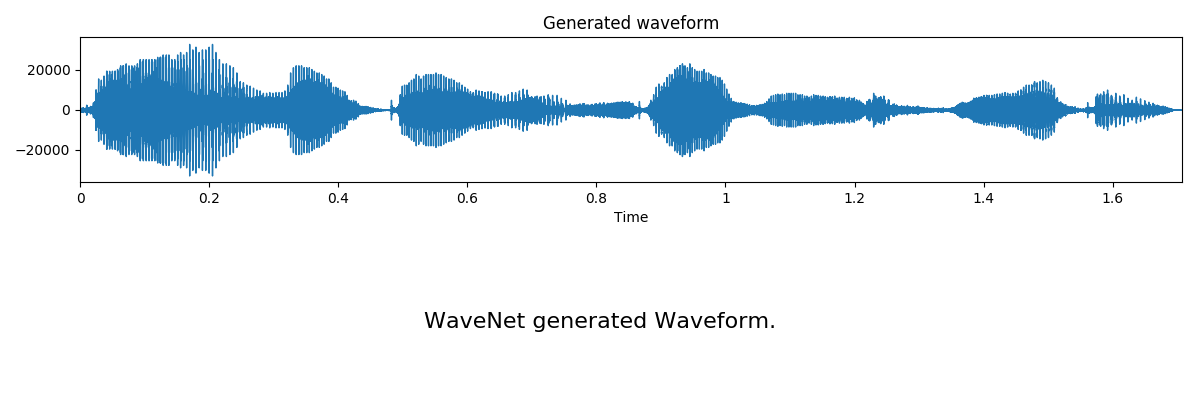 Generated waveform
20000
0
−20000
0 0.2 0.4 0.6 0.8 1 1.2 1.4 1.6
Time
WaveNet generated Waveform.